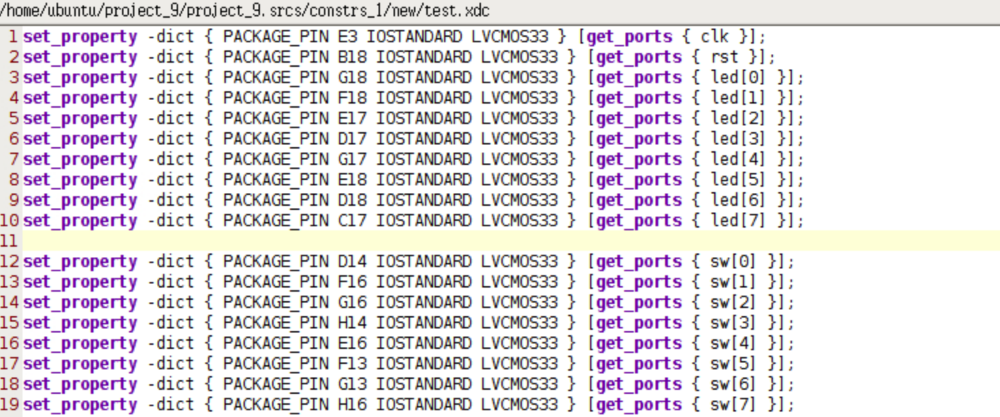 /home/ubuntu/project_9/project_9.srcs/constrs_1/new/test.xdc
1 set_property -dict { PACKAGE_PIN E3 IOSTANDARD LVCMOS33 } [get_ports { clk }];
2 set_property -dict { PACKAGE_PIN B18 IOSTANDARD LVCMOS33 } [get_ports { rst }];
3 set_property -dict { PACKAGE_PIN G18 IOSTANDARD LVCMOS33 } [get_ports { led[0] }];
4 set_property -dict { PACKAGE_PIN F18 IOSTANDARD LVCMOS33 } [get_ports { led[1] }];
5 set_property -dict { PACKAGE_PIN E17 IOSTANDARD LVCMOS33 } [get_ports { led[2] }];
6 set_property -dict { PACKAGE_PIN D17 IOSTANDARD LVCMOS33 } [get_ports { led[3] }];
7 set_property -dict { PACKAGE_PIN G17 IOSTANDARD LVCMOS33 } [get_ports { led[4] }];
8 set_property -dict { PACKAGE_PIN E18 IOSTANDARD LVCMOS33 } [get_ports { led[5] }];
9 set_property -dict { PACKAGE_PIN D18 IOSTANDARD LVCMOS33 } [get_ports { led[6] }];
10 set_property -dict { PACKAGE_PIN C17 IOSTANDARD LVCMOS33 } [get_ports { led[7] }];
11
12 set_property -dict { PACKAGE_PIN D14 IOSTANDARD LVCMOS33 } [get_ports { sw[0] }];
13 set_property -dict { PACKAGE_PIN F16 IOSTANDARD LVCMOS33 } [get_ports { sw[1] }];
14 set_property -dict { PACKAGE_PIN G16 IOSTANDARD LVCMOS33 } [get_ports { sw[2] }];
15 set_property -dict { PACKAGE_PIN H14 IOSTANDARD LVCMOS33 } [get_ports { sw[3] }];
16 set_property -dict { PACKAGE_PIN E16 IOSTANDARD LVCMOS33 } [get_ports { sw[4] }];
17 set_property -dict { PACKAGE_PIN F13 IOSTANDARD LVCMOS33 } [get_ports { sw[5] }];
18 set_property -dict { PACKAGE_PIN G13 IOSTANDARD LVCMOS33 } [get_ports { sw[6] }];
19 set_property -dict { PACKAGE_PIN H16 IOSTANDARD LVCMOS33 } [get_ports { sw[7] }];